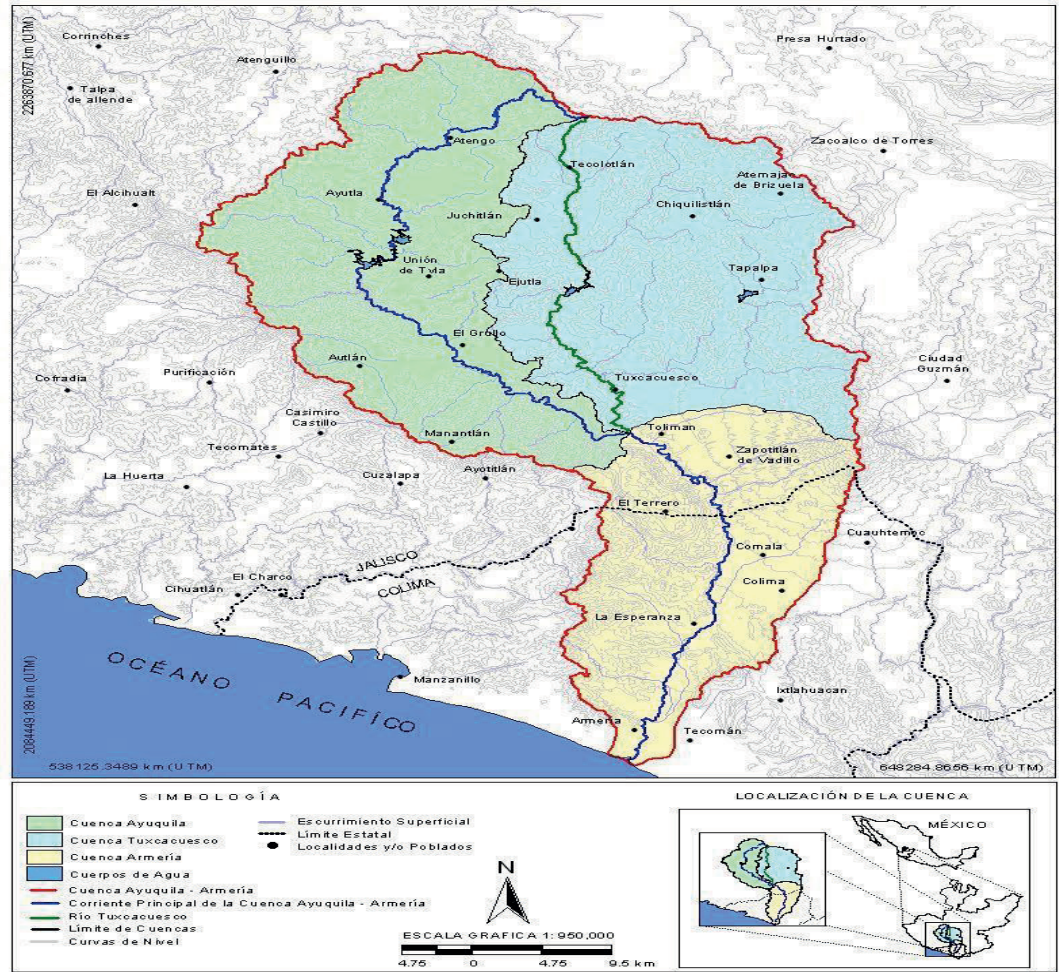 Corrinches
Presa Hurtado
Atenguillo
2263870.677 km (UTM)
Talpa
de allende
Atengo
Zacoalco de Torres
Tecolotlán
Atemajac
de Brizuela
El Alcihualt
Ayutla
Chiquilistlán
Juchitlán
Unión
de Tvla
Ejutla
Tapalpa
El Grullo
Autlán
Ciudad
Guzmán
Cofradia
Purificación
Tuxcacuesco
Casimiro
Castillo
Manantlán
Toliman
Tecomátes
Zapotitlán
de Vadillo
La Huerta
Cuzalapa
Ayotitlán
El Terrero
Cuauhtemoc
JALISCO
Comala
COLIMA
El Charco
Cihuatlán
Colima
La Esperanza
OCÉANO PACIFÍCO
Manzanillo
Ixtlahuacan
2084449.189 km (UTM)
Armería
Tecomán
538125.3489 km (UTM)
648284.8656 km (UTM)
SIMBOLOGÍA
Cuenca Ayuquila
Cuenca Tuxcacuesco
Cuenca Armería
Cuerpos de Agua
Cuenca Ayuquila - Armería
Corriente Principal de la Cuenca Ayuquila - Armería
Río Tuxcacuesco
Límite de Cuencas
Curvas de Nivel
Escurrimiento Superficial
Límite Estatal
Localidades y/o Poblados
N
ESCALA GRAFICA 1: 950,000
4.75 0 4.75 9.5 km
LOCALIZACIÓN DE LA CUENCA
MÉXICO